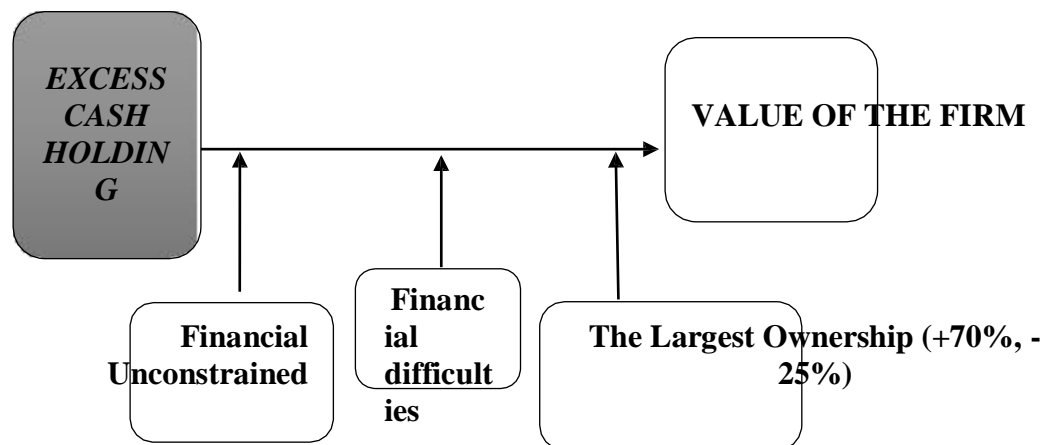 EXCESS
CASH
HOLDIN
G
VALUE OF THE FIRM
Financial
Unconstrained
Financ
ial
difficult
ies
The Largest Ownership (+70%, -
25%)